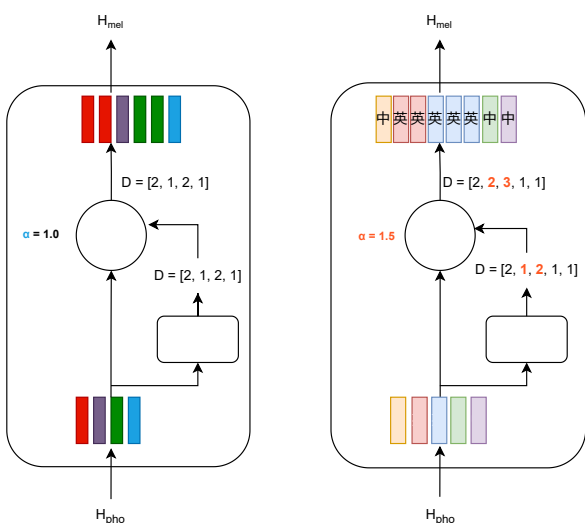 H_mel
D = [2, 1, 2, 1]
α = 1.0
D = [2, 1, 2, 1]
H_pho
H_mel
中 英 英 英 英 英 中 中
D = [2, 2, 3, 1, 1]
α = 1.5
D = [2, 1, 2, 1, 1]
H_pho